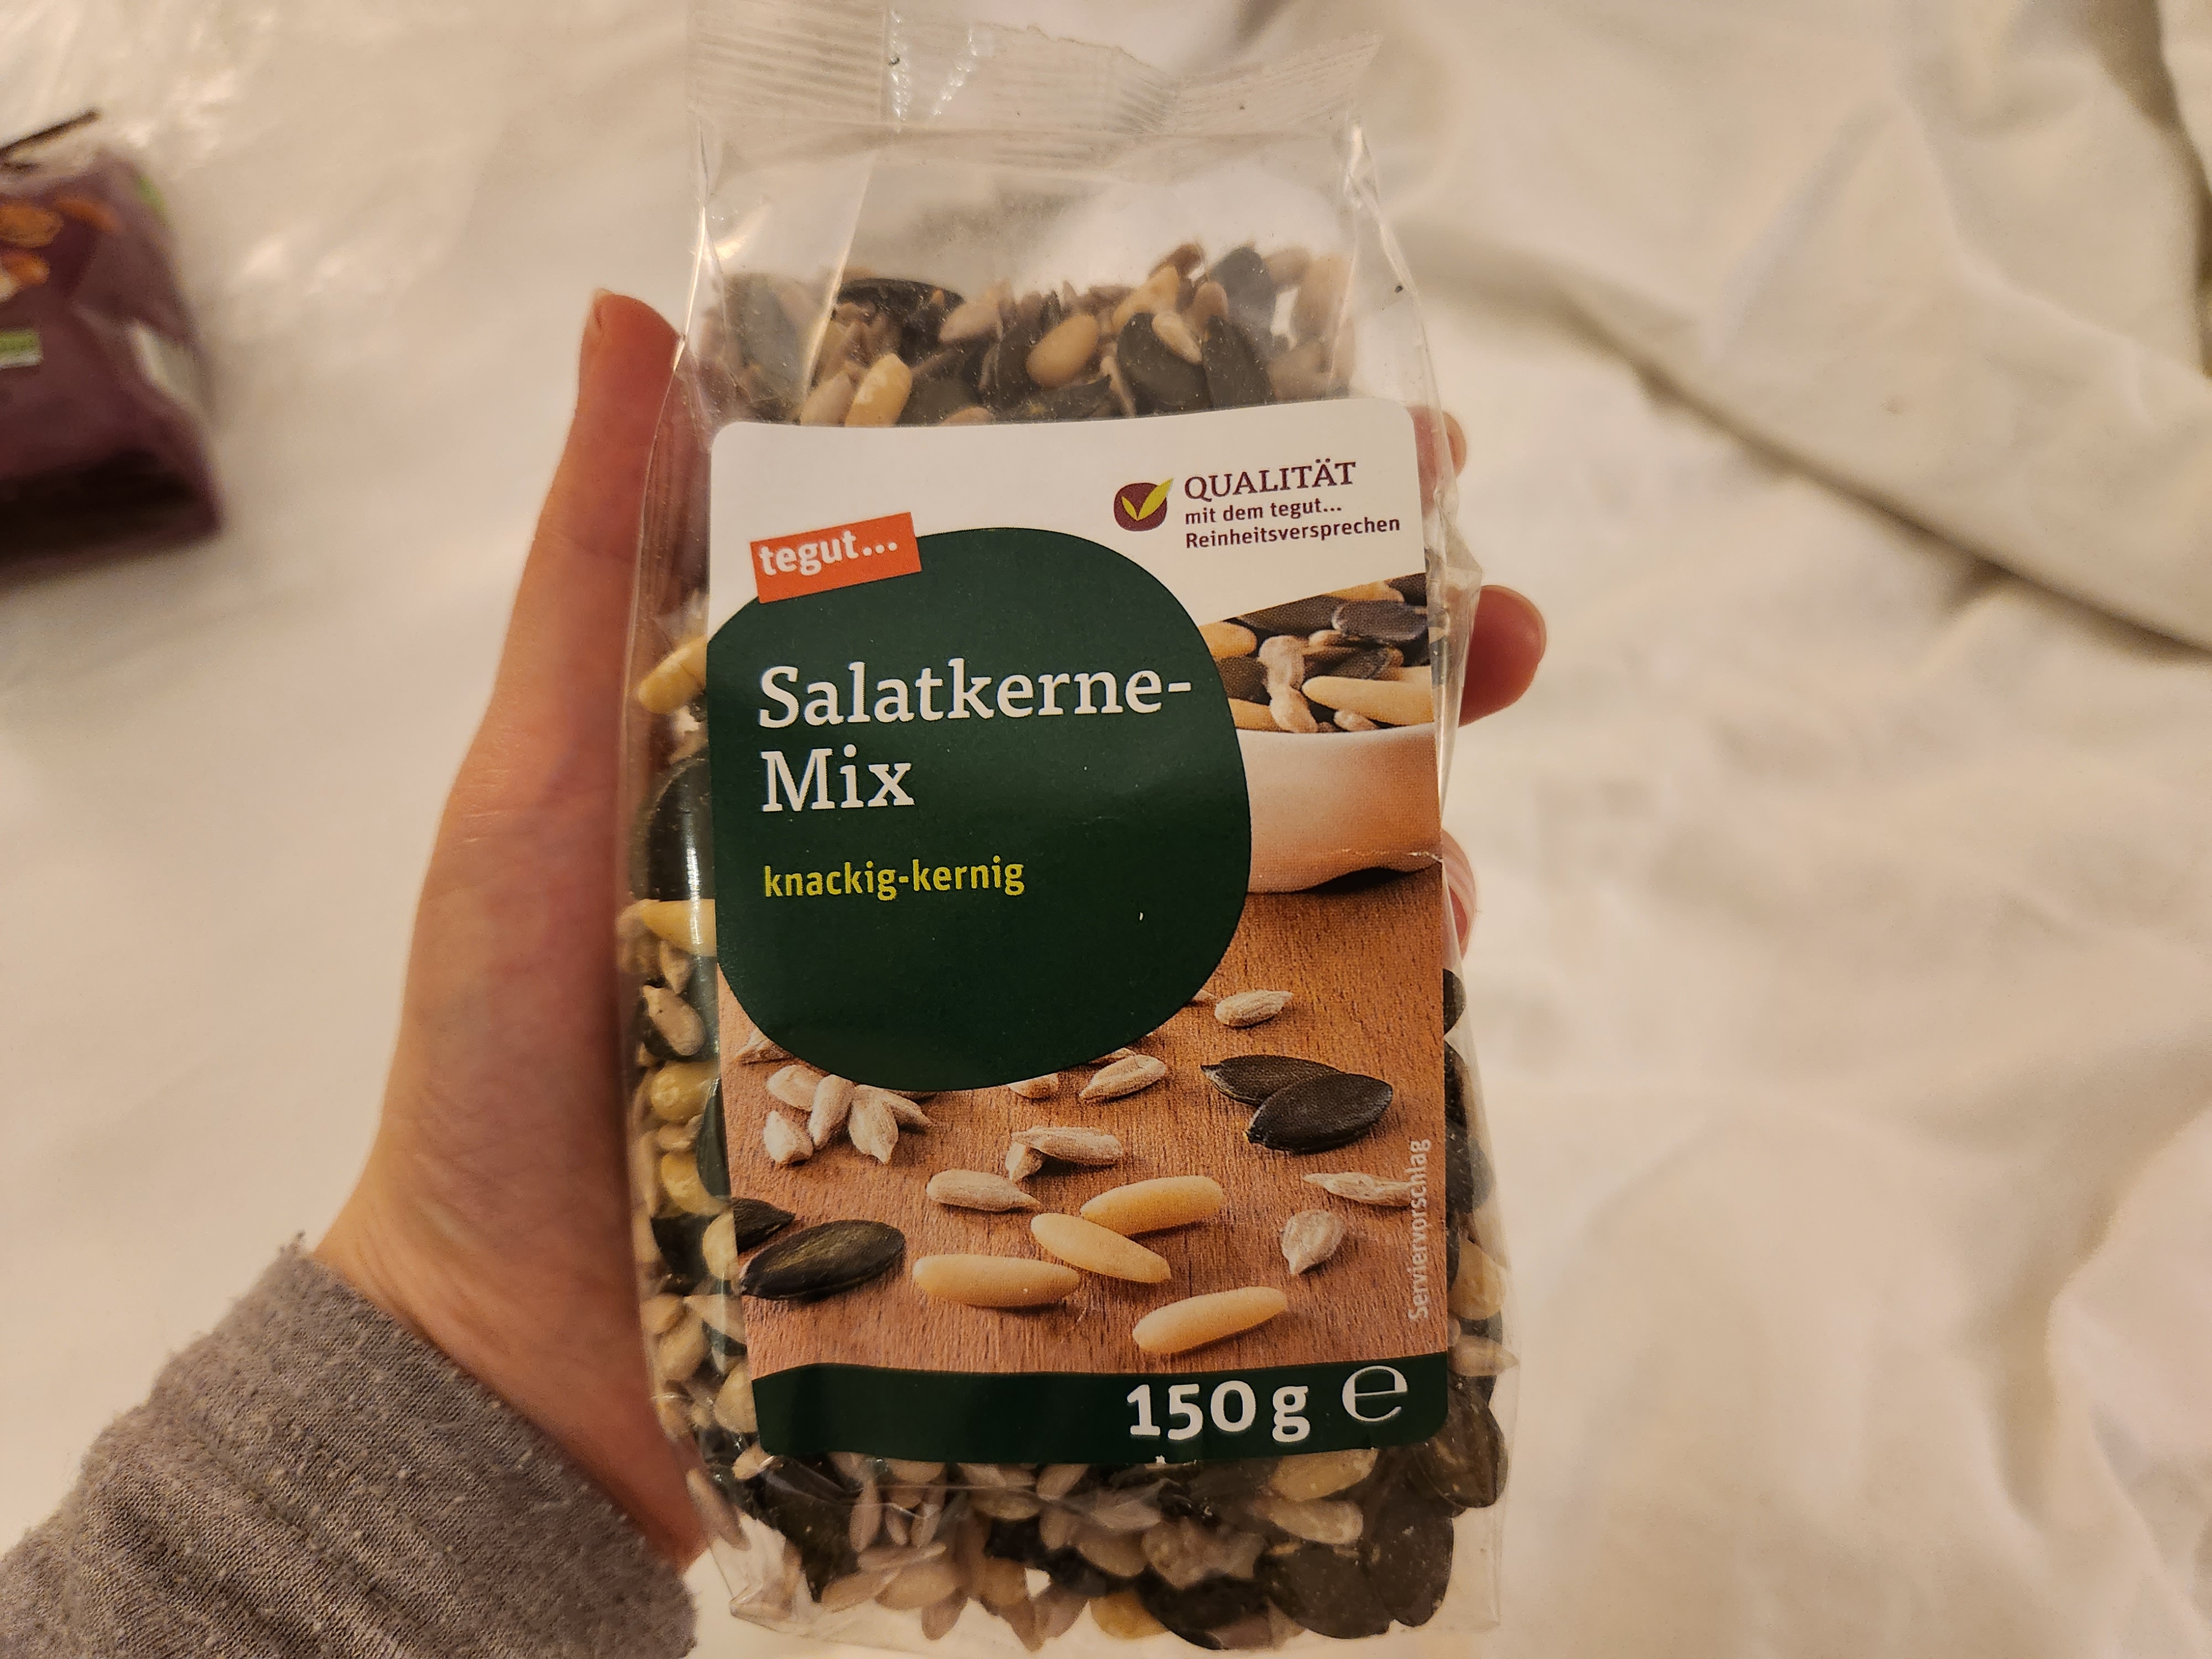 QUALITÄT
mit dem tegut...
Reinheitsversprechen
tegut...
Salatkerne-
Mix
knackig-kernig
Serviervorschlag
150 g ℮